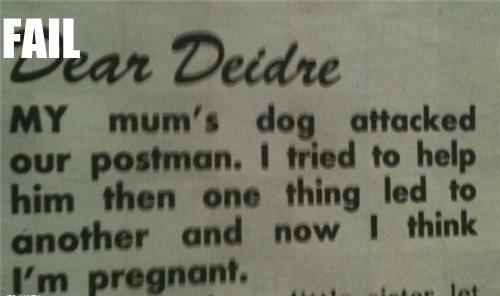 FAIL
Dear Deidre
MY mum's dog attacked
our postman. I tried to help
him then one thing led to
another and now I think
I'm pregnant.